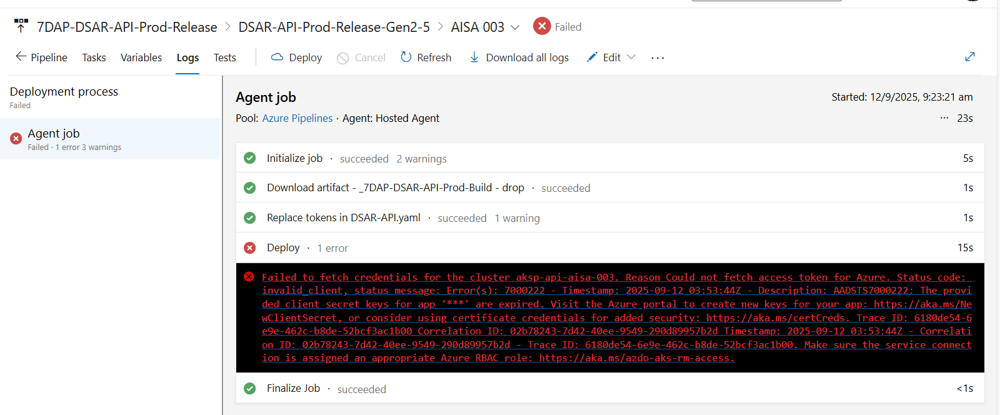 7DAP-DSAR-API-Prod-Release > DSAR-API-Prod-Release-Gen2-5 > AISA 003 Failed
Pipeline Tasks Variables Logs Tests Deploy Cancel Refresh Download all logs Edit ...
Deployment process
Failed
Agent job
Failed · 1 error 3 warnings
Agent job
Started: 12/9/2025, 9:23:21 am
Pool: Azure Pipelines · Agent: Hosted Agent
... 23s
Initialize job · succeeded 2 warnings 5s
Download artifact - _7DAP-DSAR-API-Prod-Build - drop · succeeded 1s
Replace tokens in DSAR-API.yaml · succeeded 1 warning 1s
Deploy · 1 error 15s
Failed to fetch credentials for the cluster aksp-api-aisa-003. Reason Could not fetch access token for Azure. Status code:
invalid_client, status message: Error(s): 7000222 - Timestamp: 2025-09-12 03:53:44Z - Description: AADSTS7000222: The provi
ded client secret keys for app '***' are expired. Visit the Azure portal to create new keys for your app: https://aka.ms/Ne
wClientSecret, or consider using certificate credentials for added security: https://aka.ms/certCreds. Trace ID: 6180de54-6
e9e-462c-b8de-52bcf3ac1b00 Correlation ID: 02b78243-7d42-40ee-9549-290d89957b2d Timestamp: 2025-09-12 03:53:44Z - Correlati
on ID: 02b78243-7d42-40ee-9549-290d89957b2d - Trace ID: 6180de54-6e9e-462c-b8de-52bcf3ac1b00. Make sure the service connect
ion is assigned an appropriate Azure RBAC role: https://aka.ms/azdo-aks-rm-access.
Finalize Job · succeeded <1s